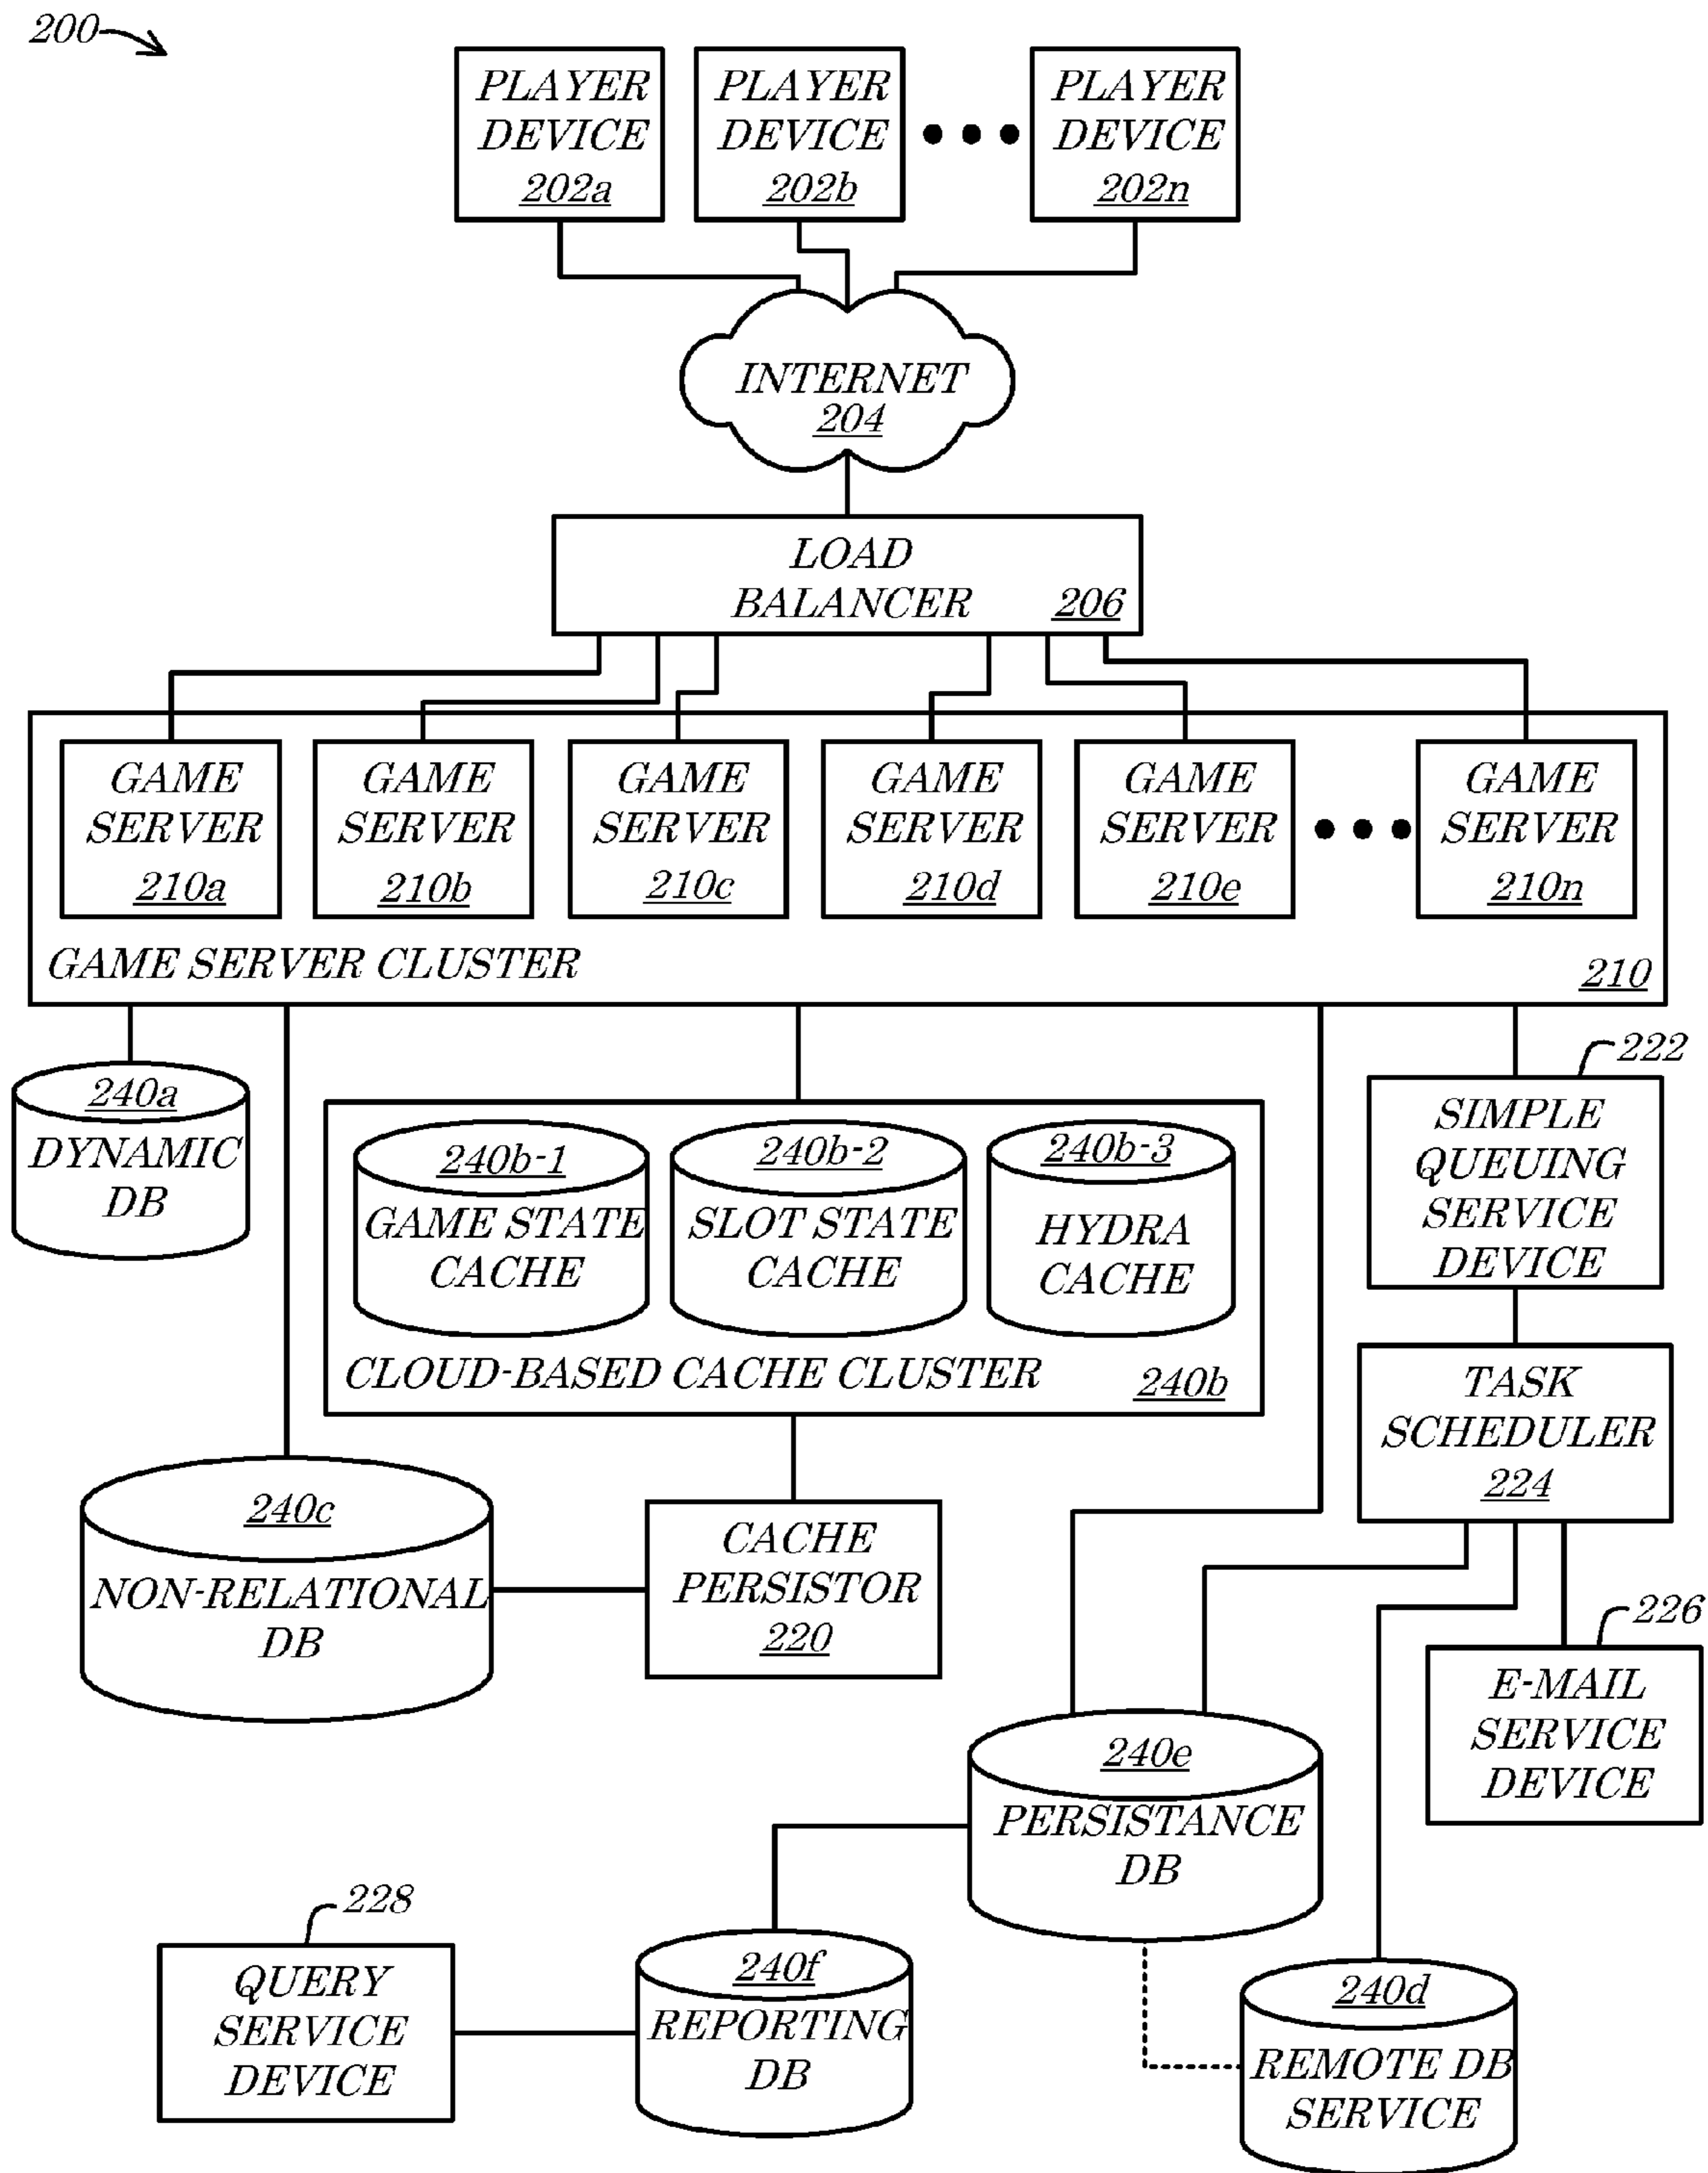 200
PLAYER
DEVICE
202a
PLAYER
DEVICE
202b
PLAYER
DEVICE
202n
INTERNET
204
LOAD
BALANCER
206
GAME
SERVER
210a
GAME
SERVER
210b
GAME
SERVER
210c
GAME
SERVER
210d
GAME
SERVER
210e
GAME
SERVER
210n
GAME SERVER CLUSTER
210
240a
DYNAMIC
DB
240b-1
GAME STATE
CACHE
240b-2
SLOT STATE
CACHE
240b-3
HYDRA
CACHE
CLOUD-BASED CACHE CLUSTER
240b
222
SIMPLE
QUEUING
SERVICE
DEVICE
TASK
SCHEDULER
224
240c
NON-RELATIONAL
DB
CACHE
PERSISTOR
220
226
E-MAIL
SERVICE
DEVICE
240e
PERSISTANCE
DB
228
QUERY
SERVICE
DEVICE
240f
REPORTING
DB
240d
REMOTE DB
SERVICE